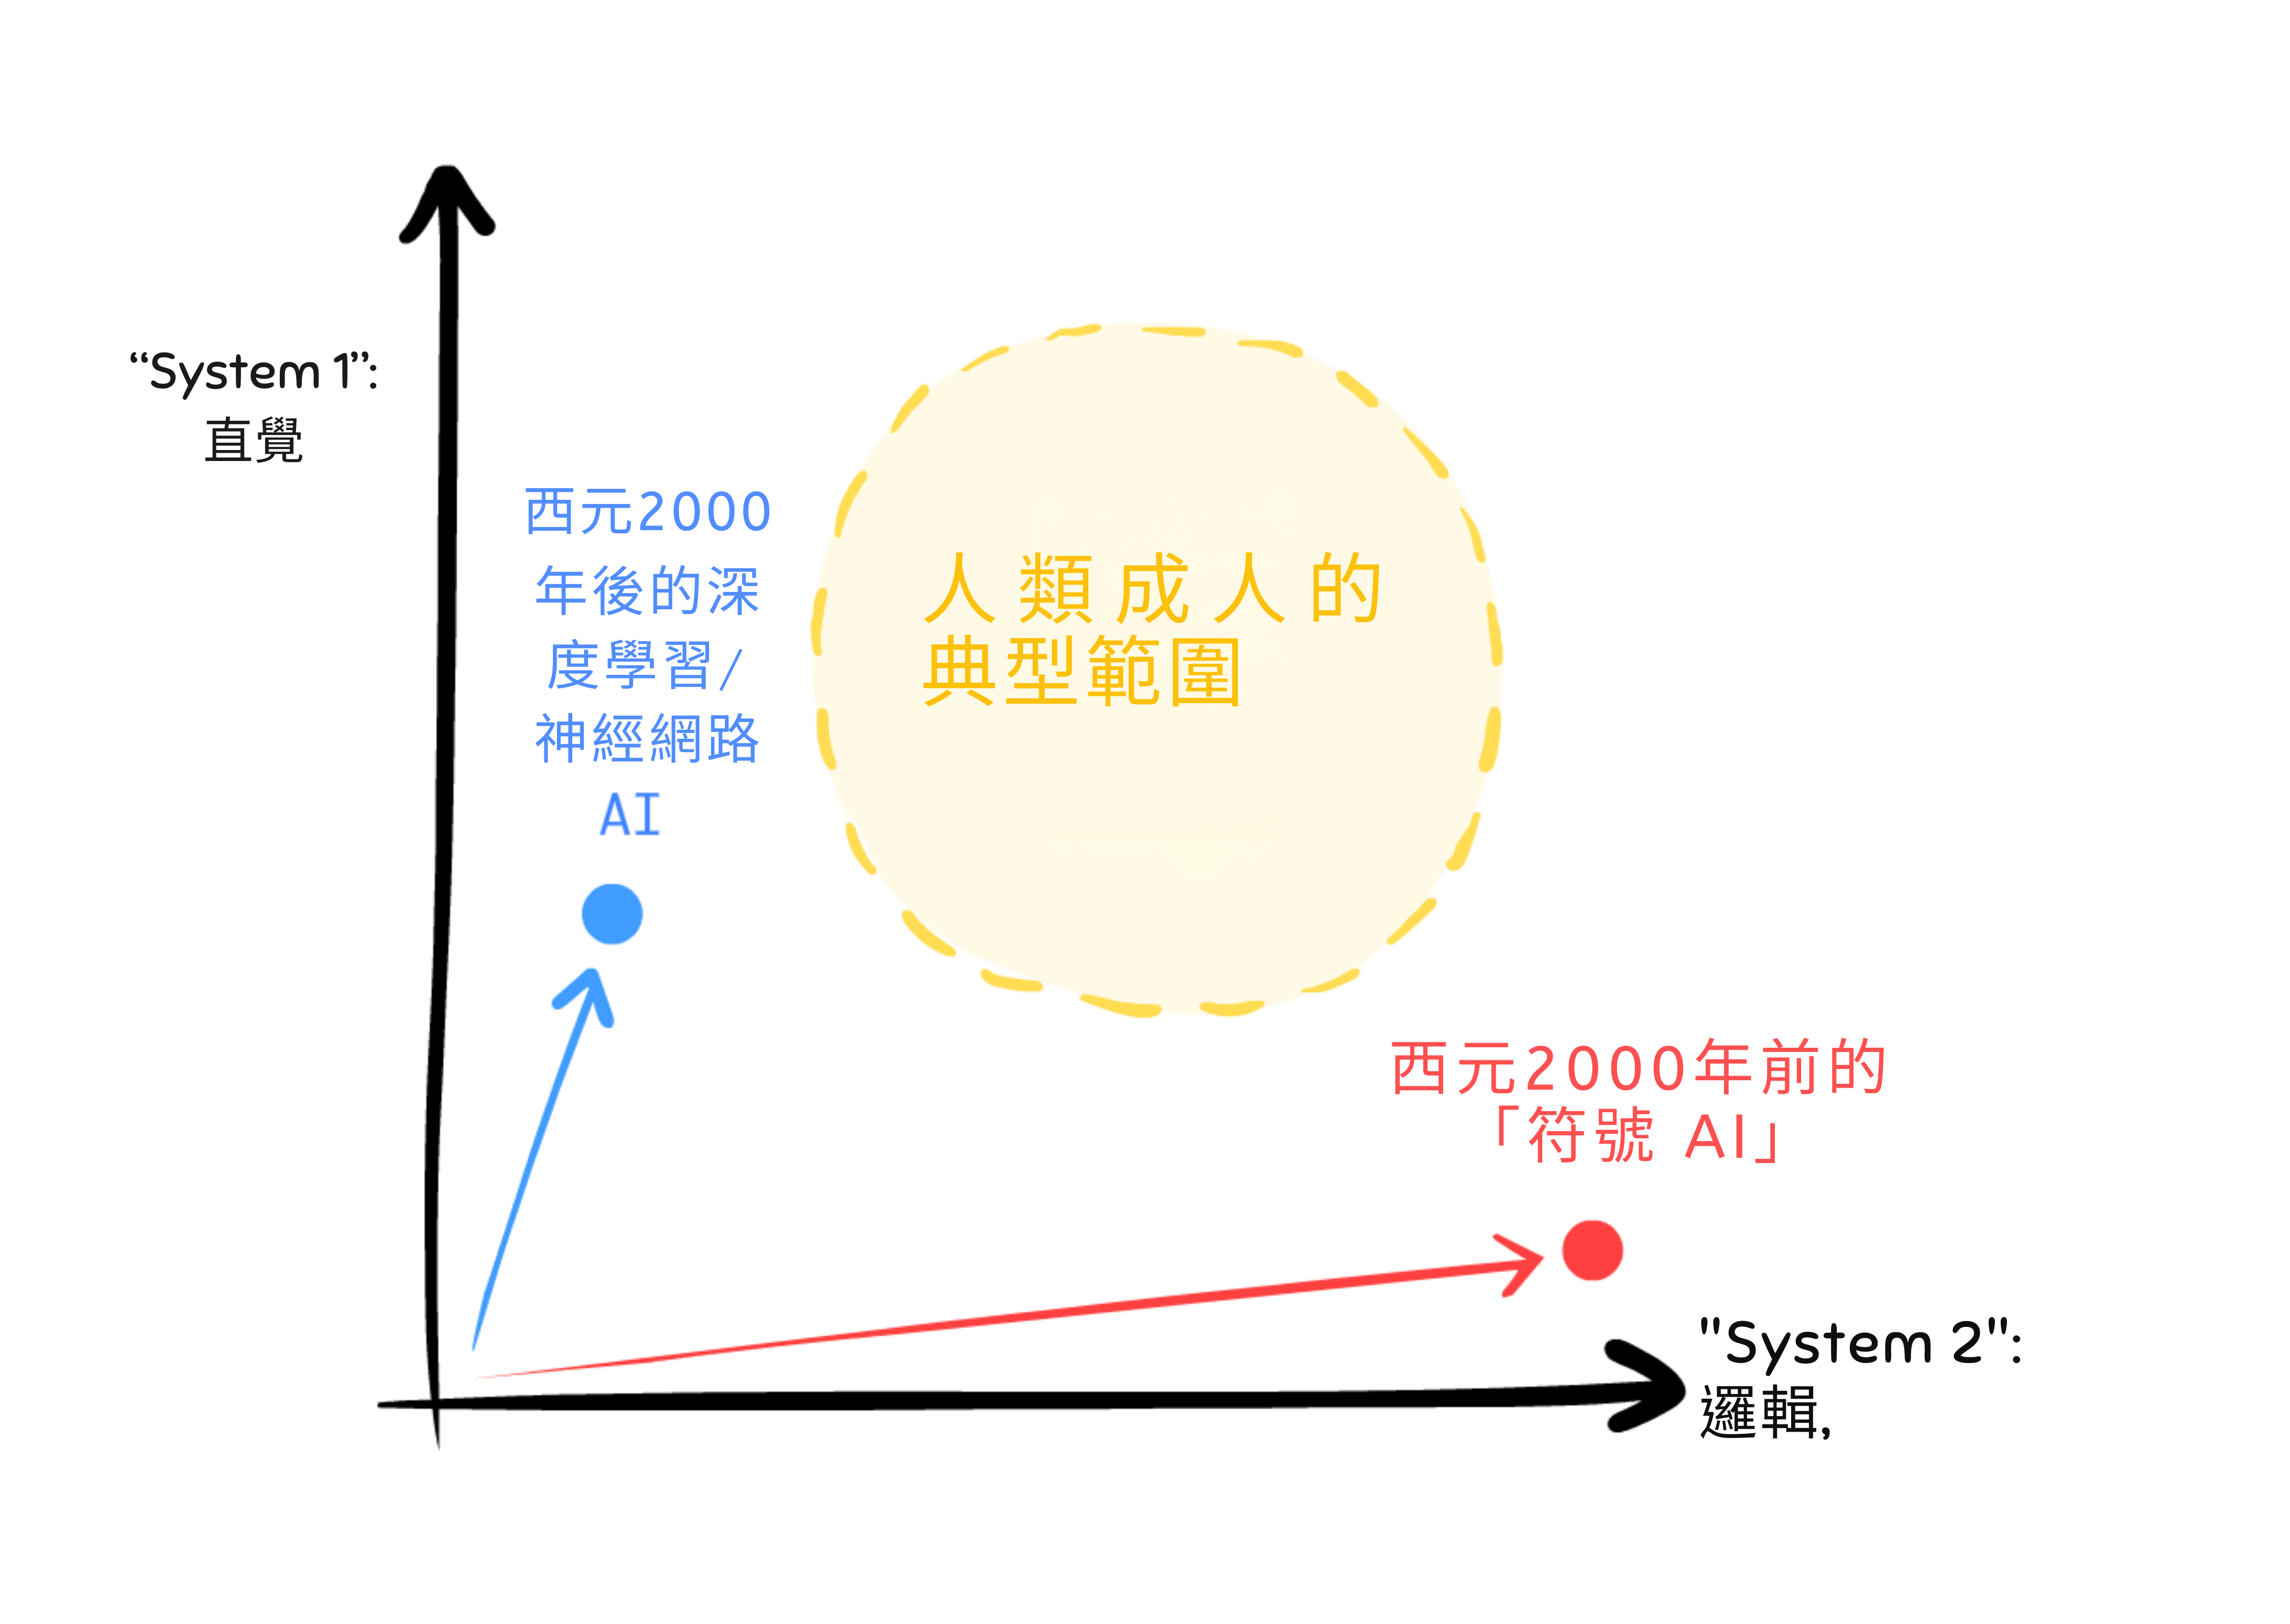 “System 1”:
直覺
西元2000
年後的深
度學習/
神經網路
AI
人類成人的
典型範圍
西元2000年前的
「符號 AI」
"System 2":
邏輯,